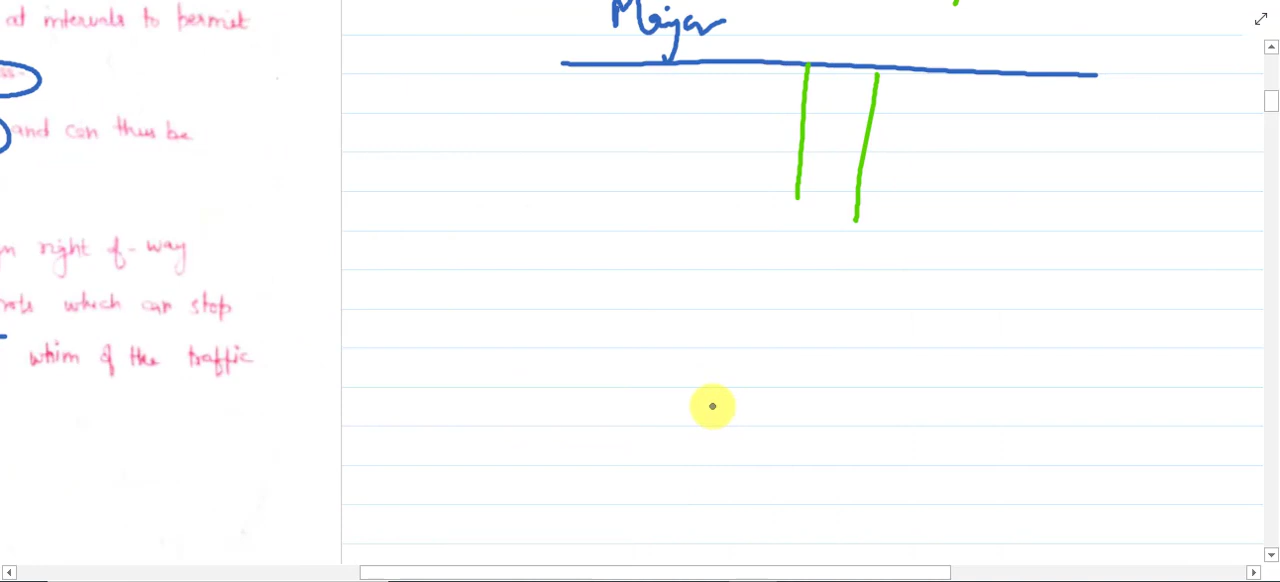 at intervals to permit
ss-
and can thus be
right of-way
which can stop
whim of the traffic
Major